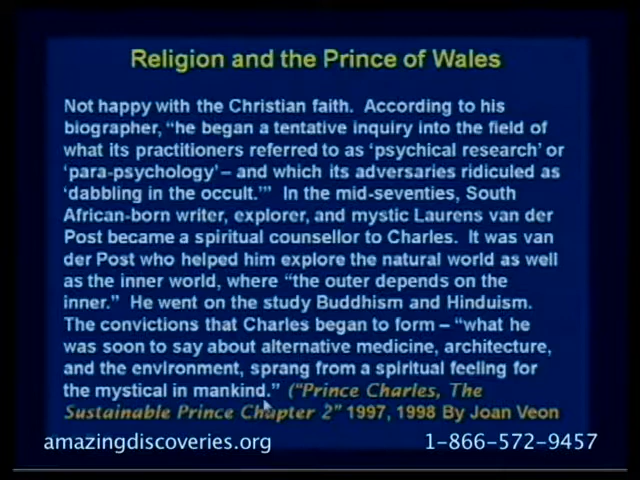 Religion and the Prince of Wales
Not happy with the Christian faith. According to his
biographer, "he began a tentative inquiry into the field of
what its practitioners referred to as 'psychical research' or
'para-psychology' – and which its adversaries ridiculed as
'dabbling in the occult.'" In the mid-seventies, South
African-born writer, explorer, and mystic Laurens van der
Post became a spiritual counsellor to Charles. It was van
der Post who helped him explore the natural world as well
as the inner world, where "the outer depends on the
inner." He went on the study Buddhism and Hinduism.
The convictions that Charles began to form – "what he
was soon to say about alternative medicine, architecture,
and the environment, sprang from a spiritual feeling for
the mystical in mankind." ("Prince Charles, The
Sustainable Prince Chapter 2" 1997, 1998 By Joan Veon
amazingdiscoveries.org 1-866-572-9457